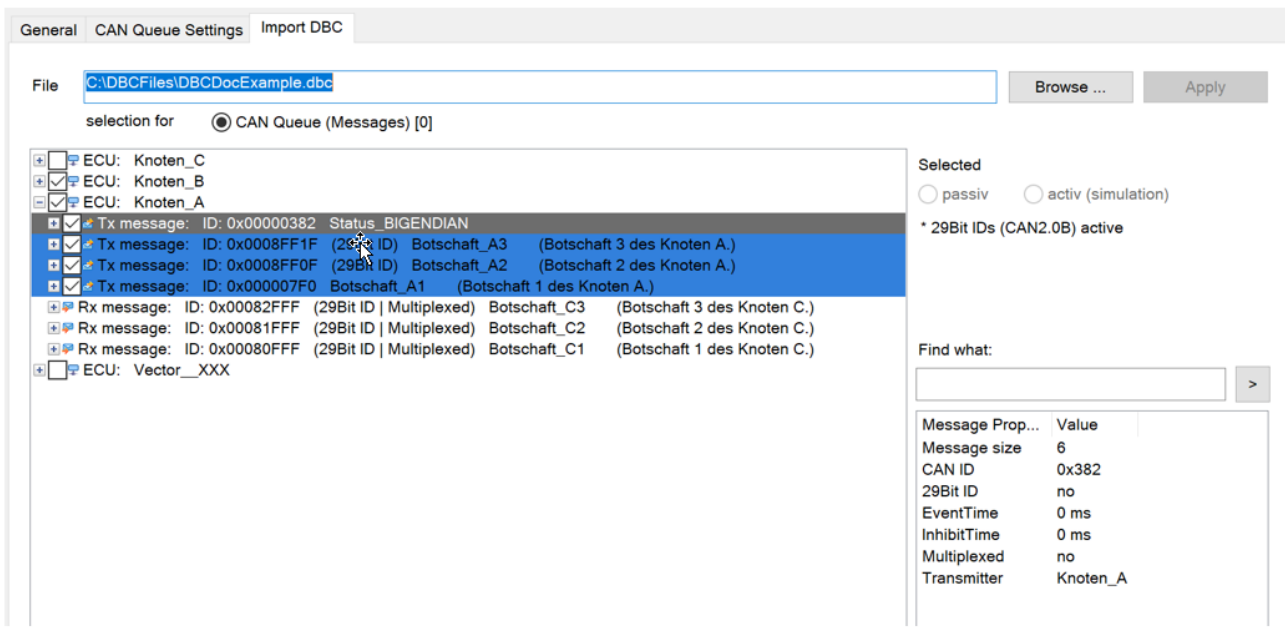 General CAN Queue Settings Import DBC
File C:\DBCFiles\DBCDocExample.dbc Browse ... Apply
selection for CAN Queue (Messages) [0]
ECU: Knoten_C
ECU: Knoten_B
ECU: Knoten_A
Tx message: ID: 0x00000382 Status_BIGENDIAN
Tx message: ID: 0x0008FF1F (29Bit ID) Botschaft_A3 (Botschaft 3 des Knoten A.)
Tx message: ID: 0x0008FF0F (29Bit ID) Botschaft_A2 (Botschaft 2 des Knoten A.)
Tx message: ID: 0x000007F0 Botschaft_A1 (Botschaft 1 des Knoten A.)
Rx message: ID: 0x00082FFF (29Bit ID | Multiplexed) Botschaft_C3 (Botschaft 3 des Knoten C.)
Rx message: ID: 0x00081FFF (29Bit ID | Multiplexed) Botschaft_C2 (Botschaft 2 des Knoten C.)
Rx message: ID: 0x00080FFF (29Bit ID | Multiplexed) Botschaft_C1 (Botschaft 1 des Knoten C.)
ECU: Vector__XXX
Selected
passiv activ (simulation)
* 29Bit IDs (CAN2.0B) active
Find what:
>
Message Prop... Value
Message size 6
CAN ID 0x382
29Bit ID no
EventTime 0 ms
InhibitTime 0 ms
Multiplexed no
Transmitter Knoten_A